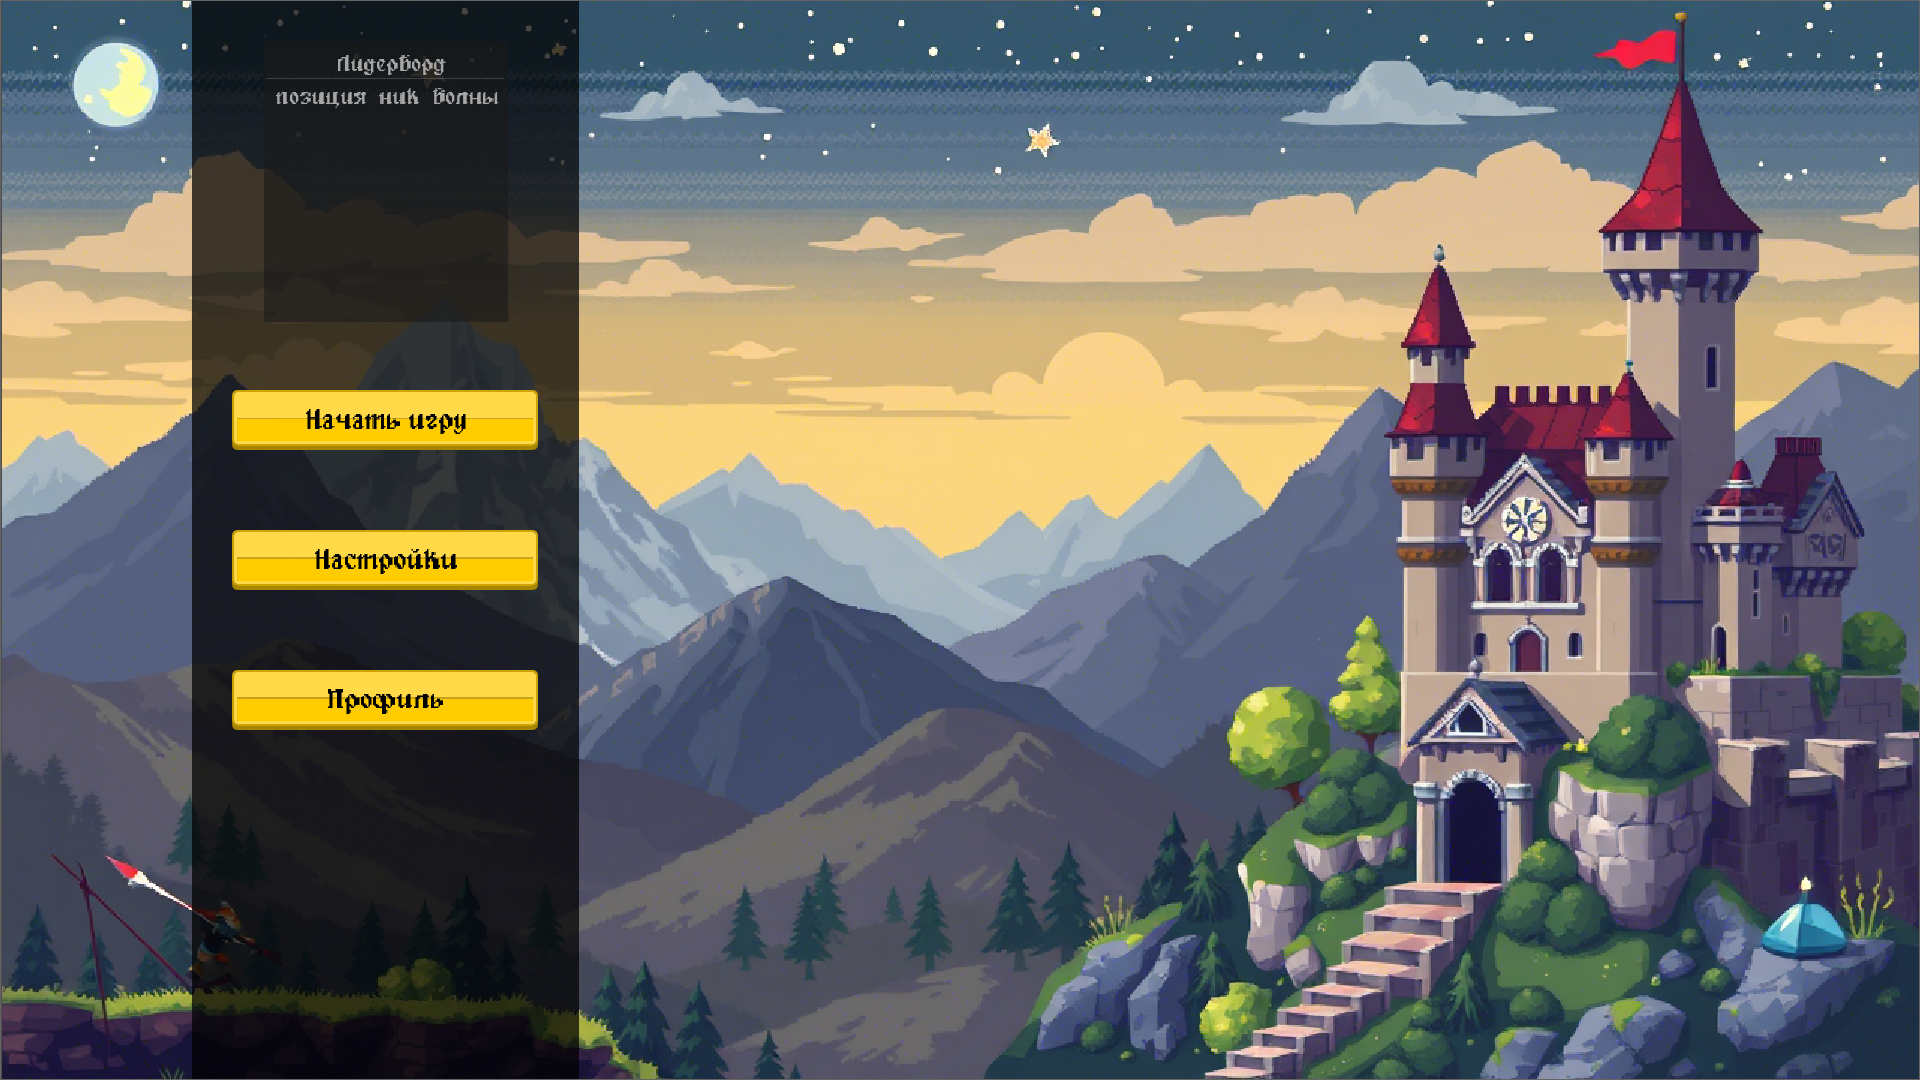 Лидерборд
позиция ник волны
Начать игру
Настройки
Профиль